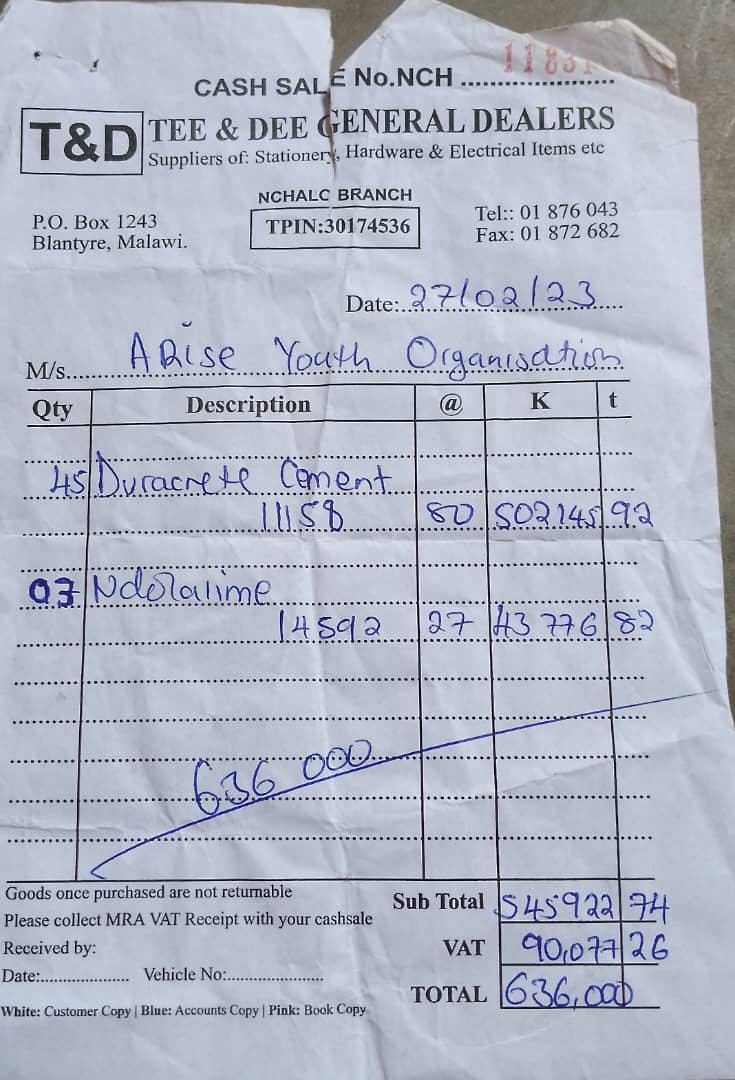 CASH SALE No.NCH ..................... 11831
T&D
TEE & DEE GENERAL DEALERS
Suppliers of: Stationery, Hardware & Electrical Items etc
NCHALO BRANCH
P.O. Box 1243
Blantyre, Malawi.
TPIN:30174536
Tel:: 01 876 043
Fax: 01 872 682
Date: 27/02/23
M/s. Arise Youth Organisation
Qty Description @ K t
45 Duracrete Cement
11158 80 502145 92
03 Ndolalime
14592 27 43 776 82
636 000
Goods once purchased are not returnable
Please collect MRA VAT Receipt with your cashsale
Received by:
Date:.................... Vehicle No:......................
White: Customer Copy | Blue: Accounts Copy | Pink: Book Copy
Sub Total 545922 74
VAT 90,077 26
TOTAL 636,000